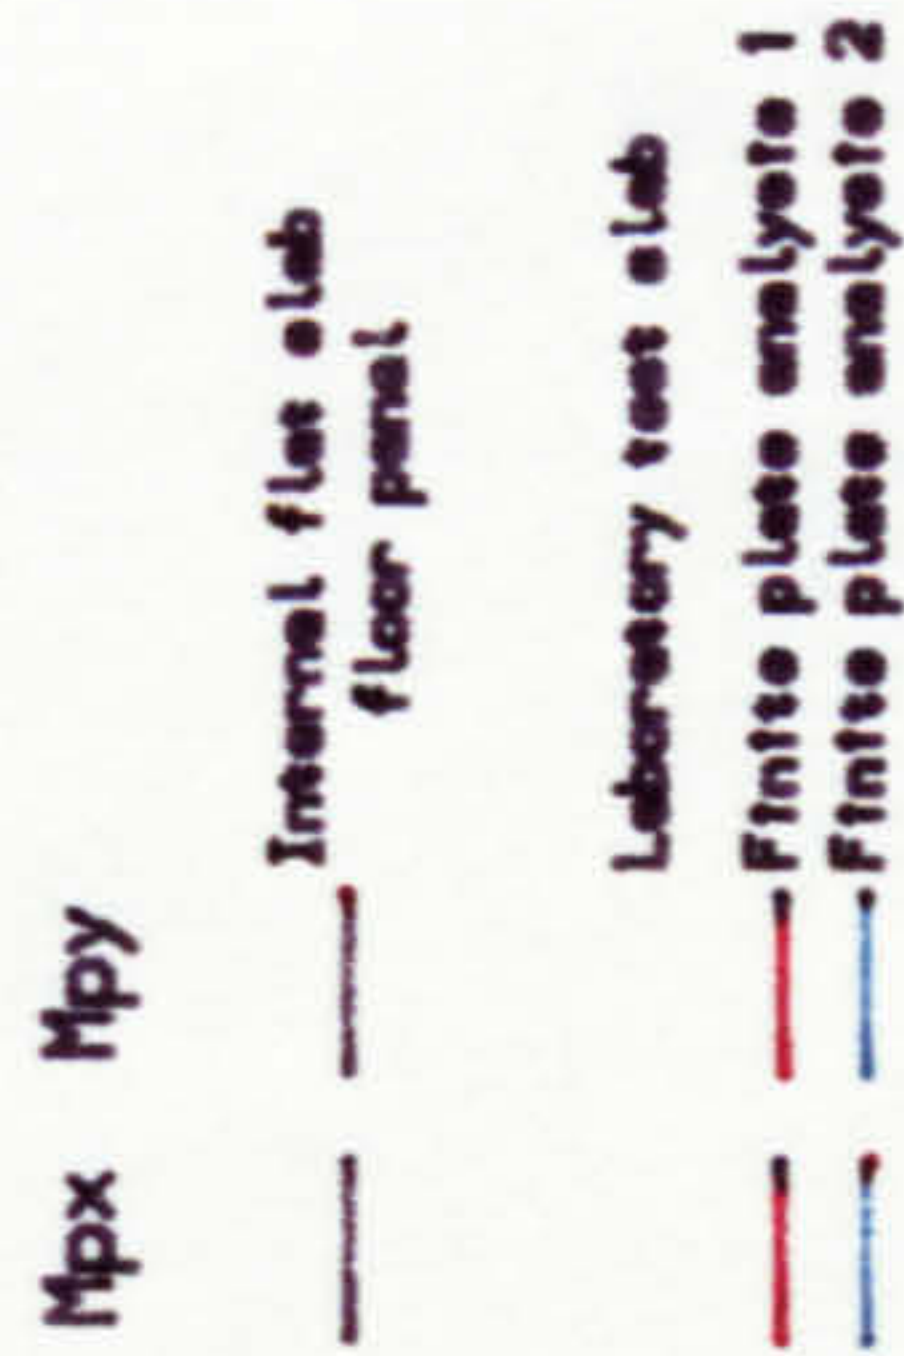 Mpx Mpy
Internal flat slab
floor panel
Laboratory test slab
Finite plate analysis 1
Finite plate analysis 2